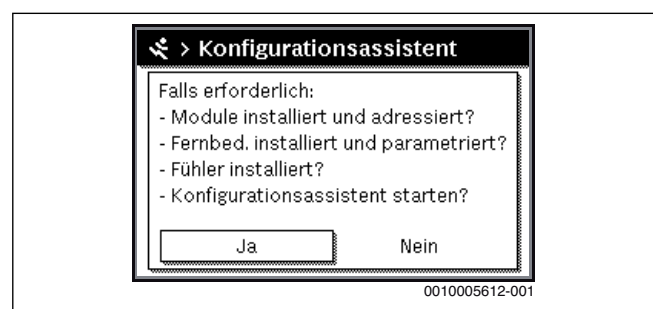 > Konfigurationsassistent
Falls erforderlich:
- Module installiert und adressiert?
- Fernbed. installiert und parametriert?
- Fühler installiert?
- Konfigurationsassistent starten?
Ja Nein
0010005612-001